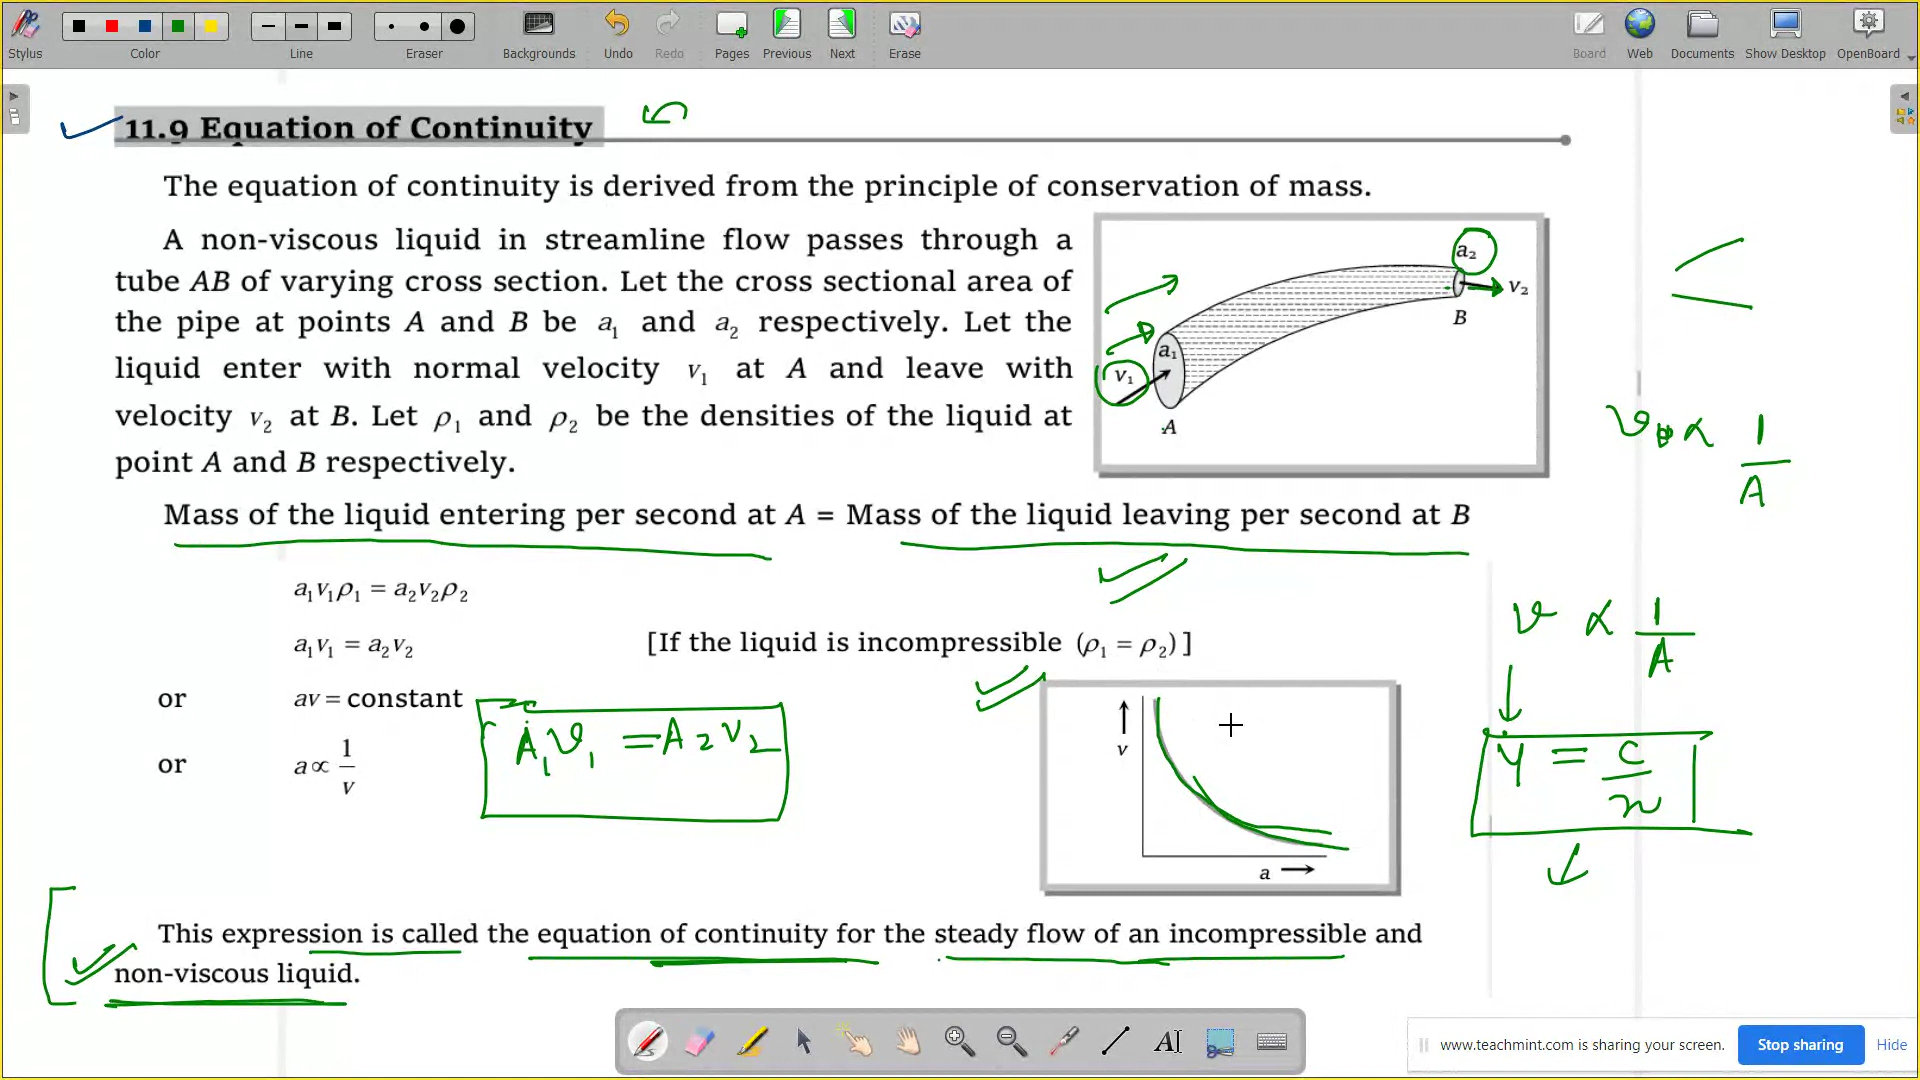 Stylus Color Line Eraser Backgrounds Undo Redo Pages Previous Next Erase Board Web Documents Show Desktop OpenBoard
11.9 Equation of Continuity
The equation of continuity is derived from the principle of conservation of mass.
A non-viscous liquid in streamline flow passes through a
tube AB of varying cross section. Let the cross sectional area of
the pipe at points A and B be a₁ and a₂ respectively. Let the
liquid enter with normal velocity v₁ at A and leave with
velocity v₂ at B. Let ρ₁ and ρ₂ be the densities of the liquid at
point A and B respectively.
a₂
v₂
B
a₁
v₁
A
v ∝ 1/A
Mass of the liquid entering per second at A = Mass of the liquid leaving per second at B
a₁v₁ρ₁ = a₂v₂ρ₂
a₁v₁ = a₂v₂ [If the liquid is incompressible (ρ₁ = ρ₂)]
or av = constant
or a ∝ 1/v
A₁v₁ = A₂v₂
v
a
v ∝ 1/A
y = c/x
This expression is called the equation of continuity for the steady flow of an incompressible and
non-viscous liquid.
www.teachmint.com is sharing your screen. Stop sharing Hide